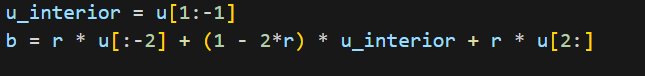 u_interior = u[1:-1]
b = r * u[:-2] + (1 - 2*r) * u_interior + r * u[2:]